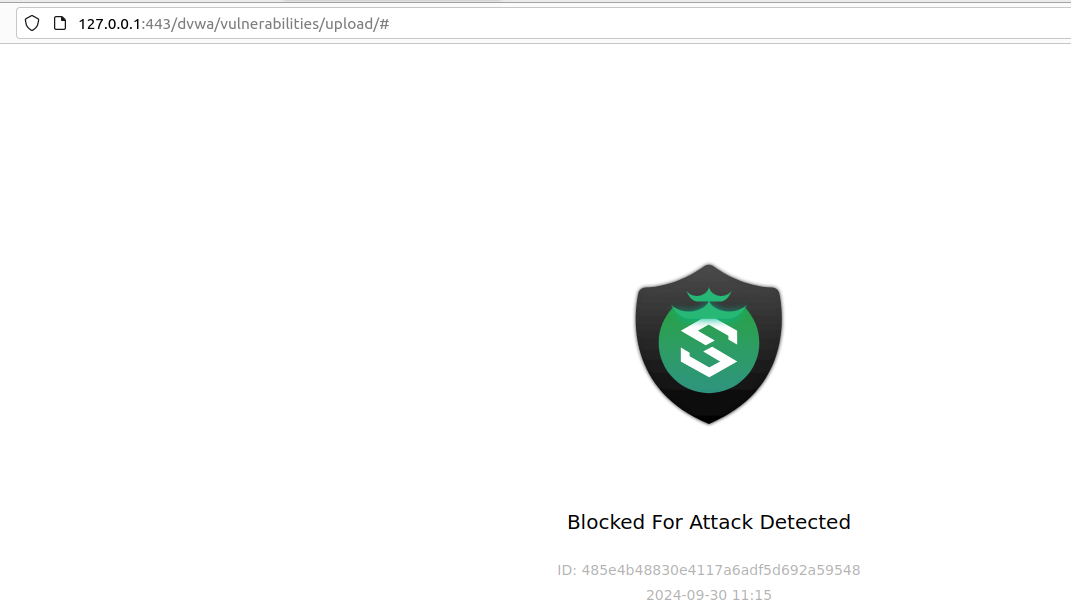 127.0.0.1:443/dvwa/vulnerabilities/upload/#
Blocked For Attack Detected
ID: 485e4b48830e4117a6adf5d692a59548
2024-09-30 11:15